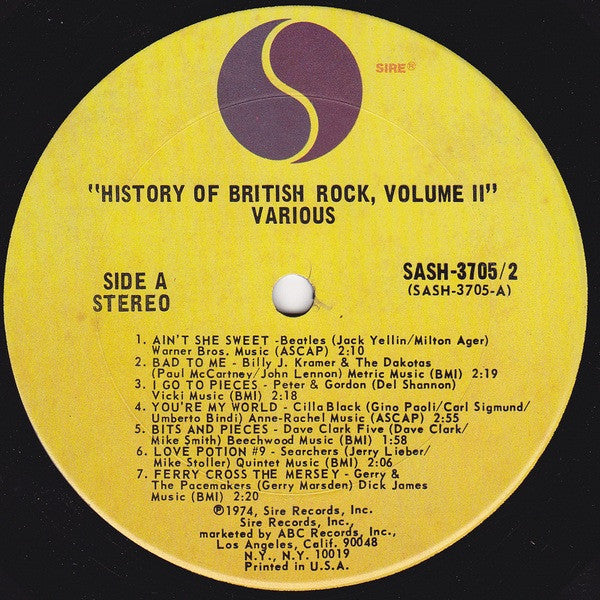 SIRE®
"HISTORY OF BRITISH ROCK, VOLUME II"
VARIOUS
SIDE A
STEREO
SASH-3705/2
(SASH-3705-A)
1. AIN'T SHE SWEET -Beatles (Jack Yellin/Milton Ager)
Warner Bros. Music (ASCAP) 2:10
2. BAD TO ME - Billy J. Kramer & The Dakotas
(Paul McCartney/John Lennon) Metric Music (BMI) 2:19
3. I GO TO PIECES - Peter & Gordon (Del Shannon)
Vicki Music (BMI) 2:18
4. YOU'RE MY WORLD - Cilla Black (Gino Paoli/Carl Sigmund/
Umberto Bindi) Anne-Rachel Music (ASCAP) 2:55
5. BITS AND PIECES - Dave Clark Five (Dave Clark/
Mike Smith) Beechwood Music (BMI) 1:58
6. LOVE POTION #9 - Searchers (Jerry Lieber/
Mike Stoller) Quintet Music (BMI) 2:06
7. FERRY CROSS THE MERSEY - Gerry &
The Pacemakers (Gerry Marsden) Dick James
Music (BMI) 2:20
℗1974, Sire Records, Inc.
Sire Records, Inc.,
marketed by ABC Records, Inc.,
Los Angeles, Calif. 90048
N.Y., N.Y. 10019
Printed in U.S.A.